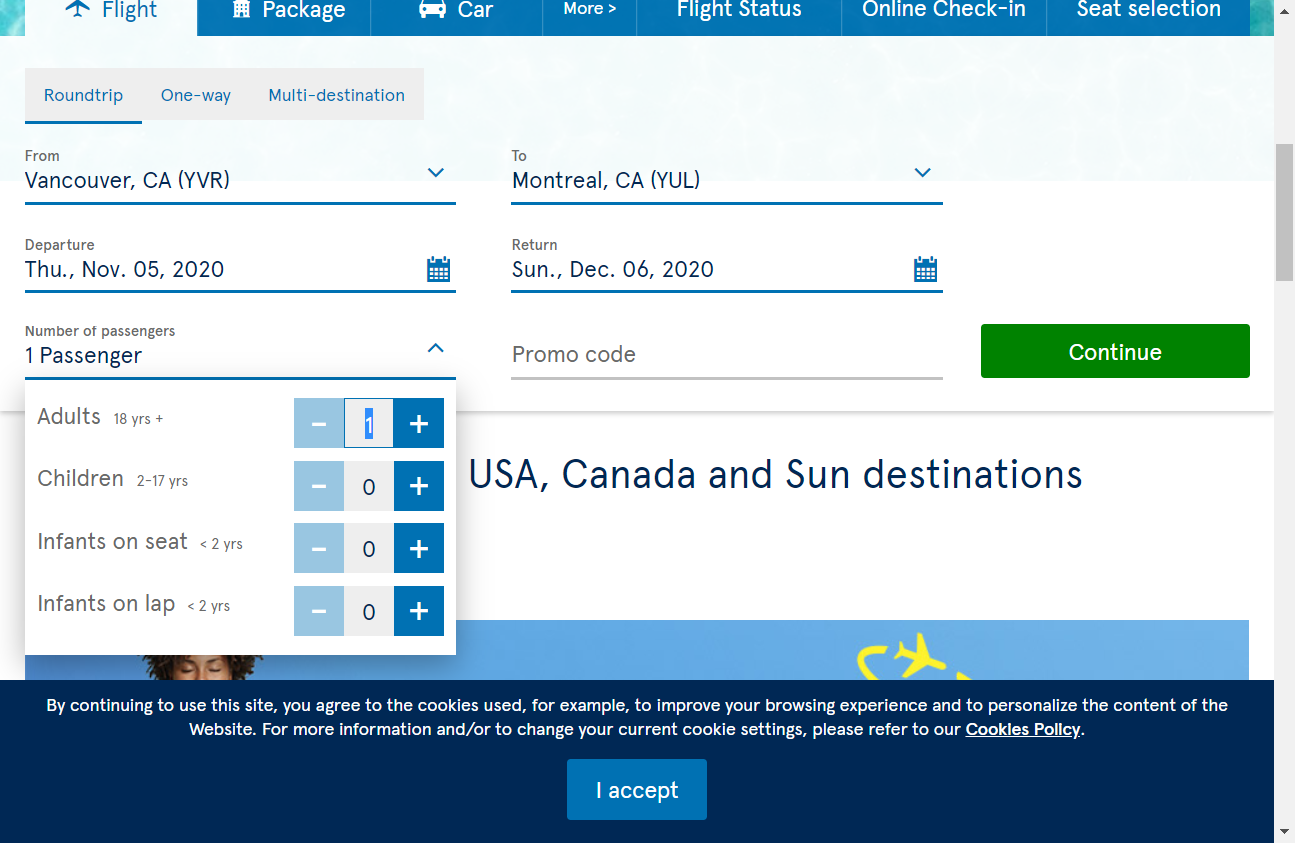 Flight
Package
Car
More >
Flight Status
Online Check-in
Seat selection
Roundtrip
One-way
Multi-destination
From
Vancouver, CA (YVR)
To
Montreal, CA (YUL)
Departure
Thu., Nov. 05, 2020
Return
Sun., Dec. 06, 2020
Number of passengers
1 Passenger
Promo code
Continue
Adults 18 yrs +
− 1 +
Children 2-17 yrs
− 0 +
Infants on seat < 2 yrs
− 0 +
Infants on lap < 2 yrs
− 0 +
USA, Canada and Sun destinations
By continuing to use this site, you agree to the cookies used, for example, to improve your browsing experience and to personalize the content of the
Website. For more information and/or to change your current cookie settings, please refer to our Cookies Policy.
I accept